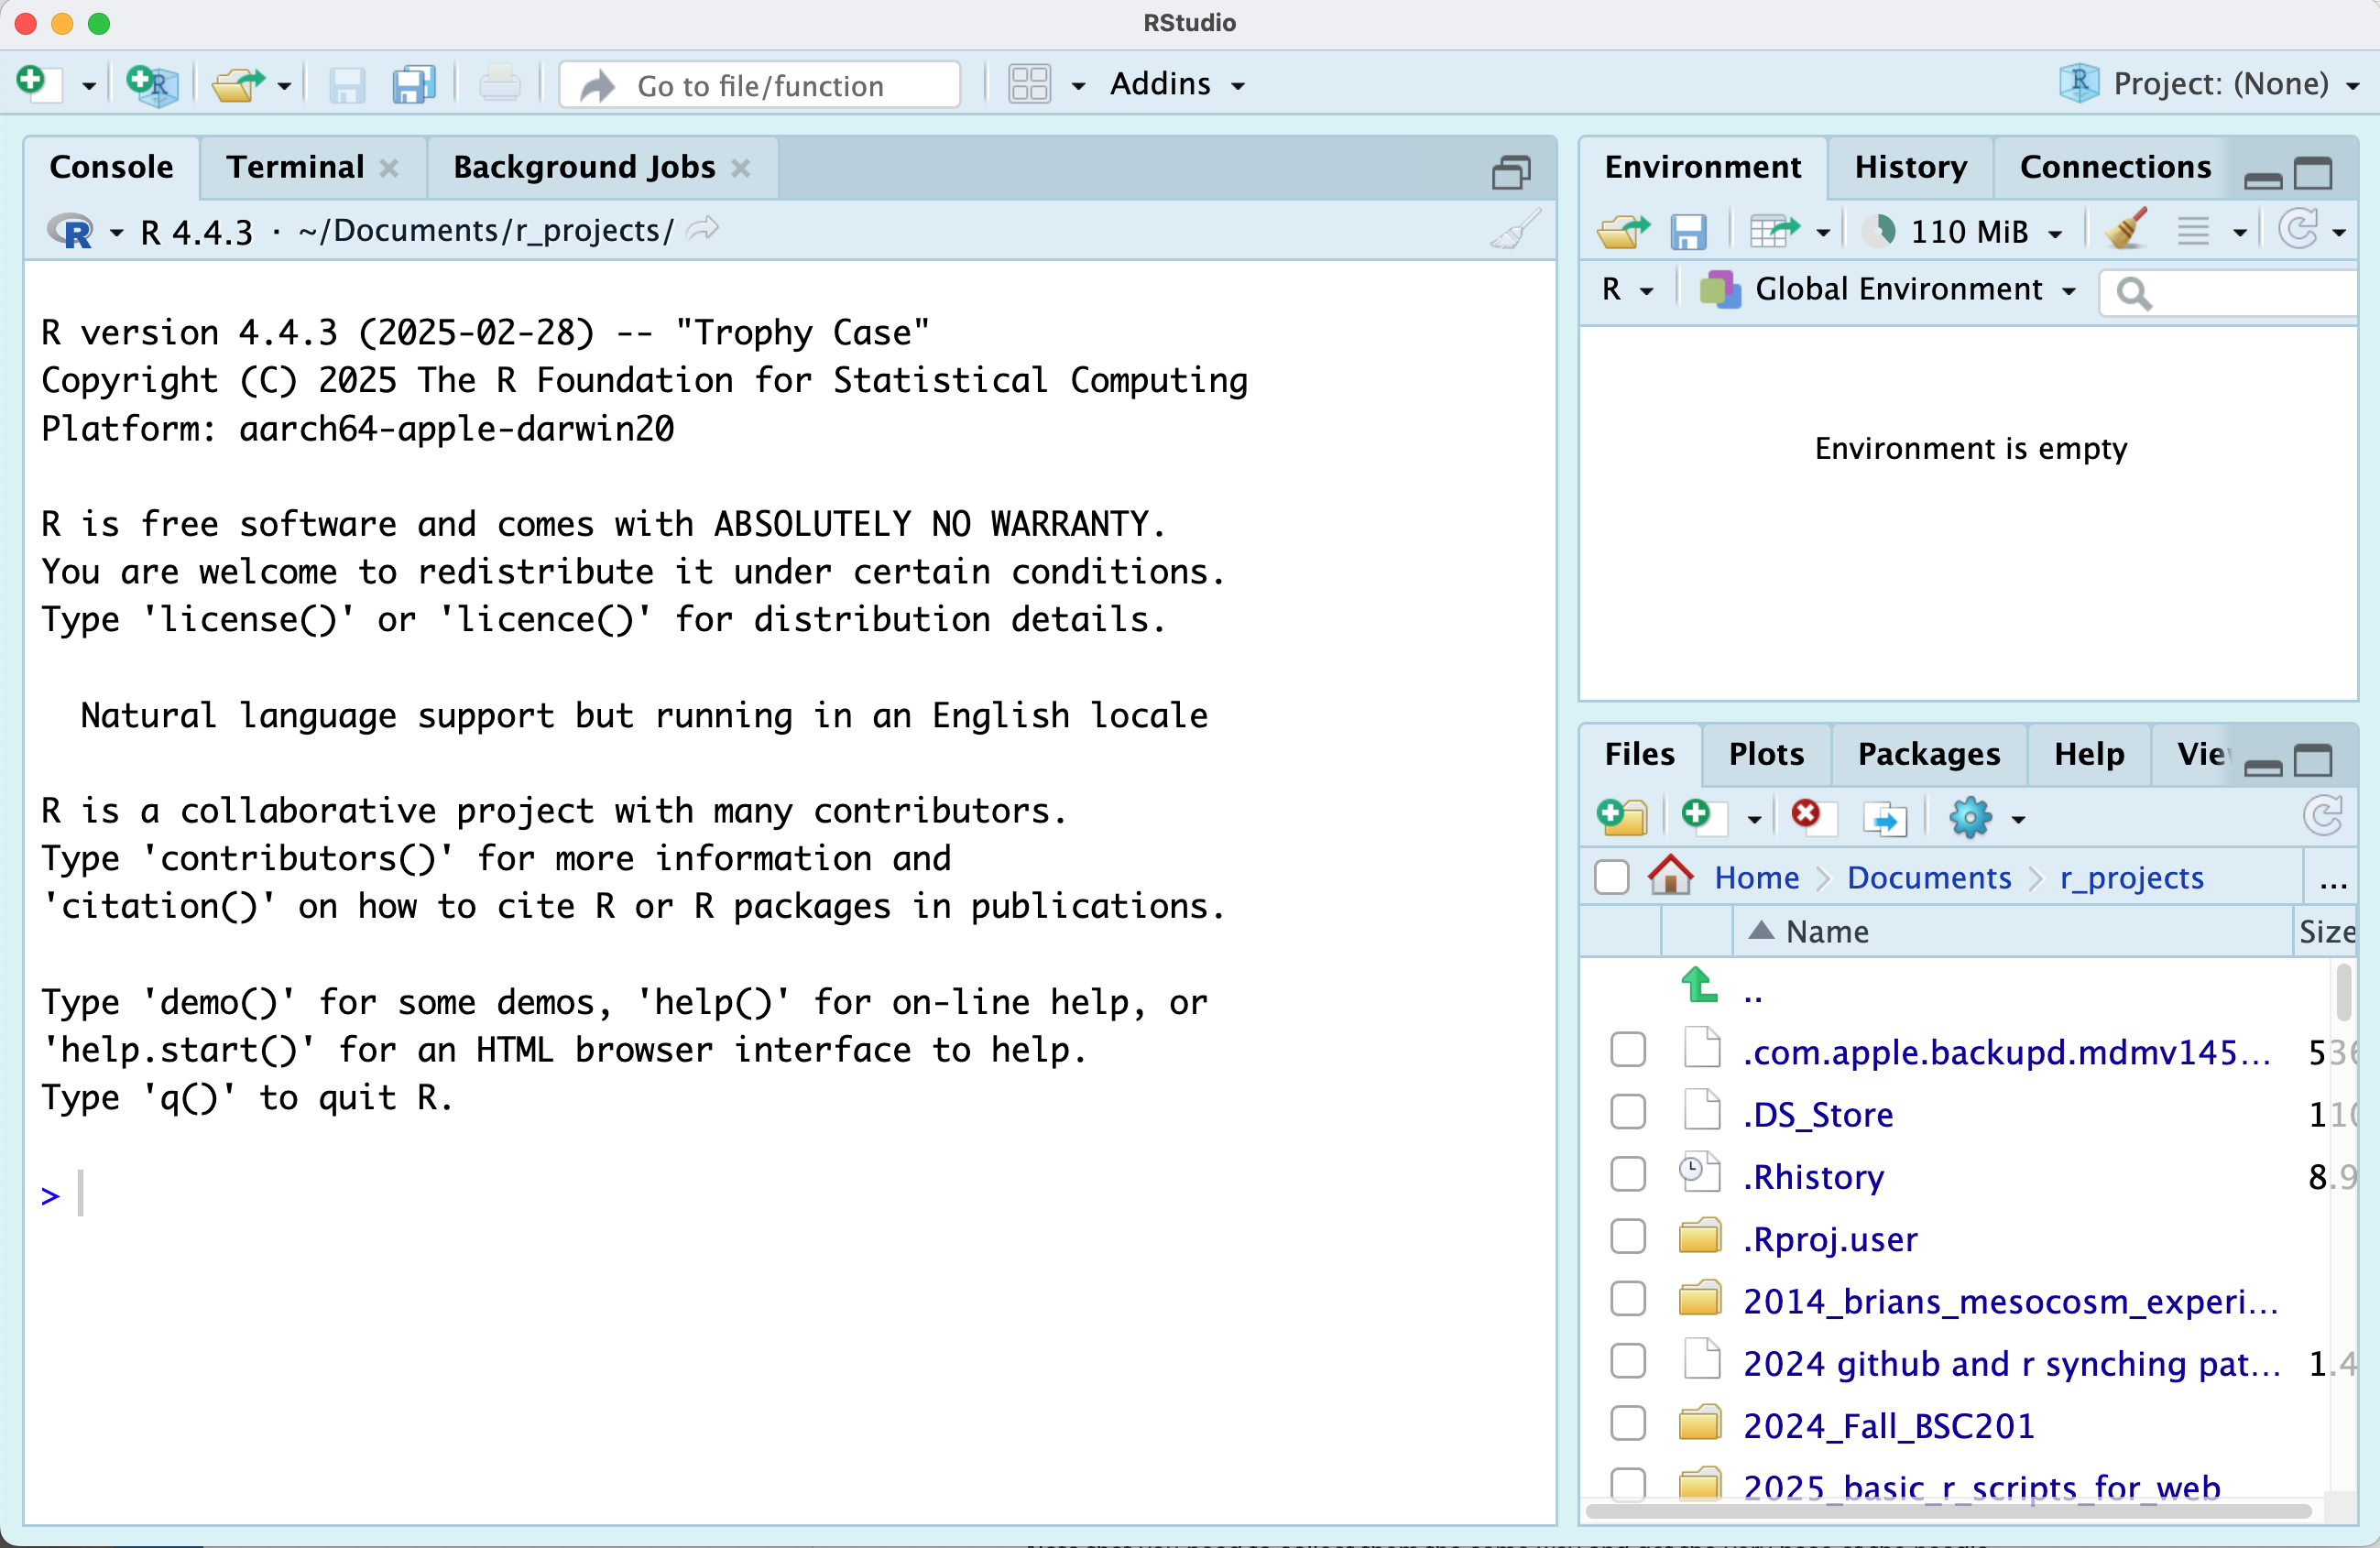 RStudio
Go to file/function
Addins
Project: (None)
Console
Terminal
Background Jobs
R 4.4.3 · ~/Documents/r_projects/
R version 4.4.3 (2025-02-28) -- "Trophy Case"
Copyright (C) 2025 The R Foundation for Statistical Computing
Platform: aarch64-apple-darwin20
R is free software and comes with ABSOLUTELY NO WARRANTY.
You are welcome to redistribute it under certain conditions.
Type 'license()' or 'licence()' for distribution details.
Natural language support but running in an English locale
R is a collaborative project with many contributors.
Type 'contributors()' for more information and
'citation()' on how to cite R or R packages in publications.
Type 'demo()' for some demos, 'help()' for on-line help, or
'help.start()' for an HTML browser interface to help.
Type 'q()' to quit R.
>
Environment
History
Connections
110 MiB
R
Global Environment
Environment is empty
Files
Plots
Packages
Help
Vie
Home
Documents
r_projects
...
Name
Size
..
.com.apple.backupd.mdmv145... 536
.DS_Store 110
.Rhistory 8.9
.Rproj.user
2014_brians_mesocosm_experi...
2024 github and r synching pat... 1.4
2024_Fall_BSC201
2025_basic_r_scripts_for_web